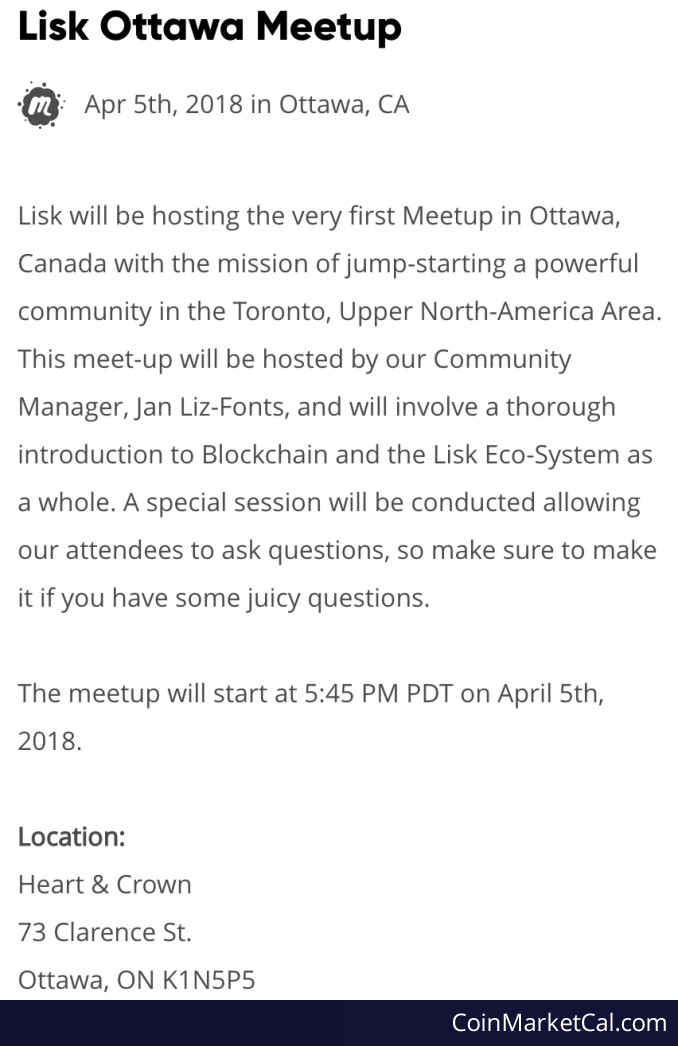 Lisk Ottawa Meetup
m
Apr 5th, 2018 in Ottawa, CA
Lisk will be hosting the very first Meetup in Ottawa,
Canada with the mission of jump-starting a powerful
community in the Toronto, Upper North-America Area.
This meet-up will be hosted by our Community
Manager, Jan Liz-Fonts, and will involve a thorough
introduction to Blockchain and the Lisk Eco-System as
a whole. A special session will be conducted allowing
our attendees to ask questions, so make sure to make
it if you have some juicy questions.
The meetup will start at 5:45 PM PDT on April 5th,
2018.
Location:
Heart & Crown
73 Clarence St.
Ottawa, ON K1N5P5
CoinMarketCal.com